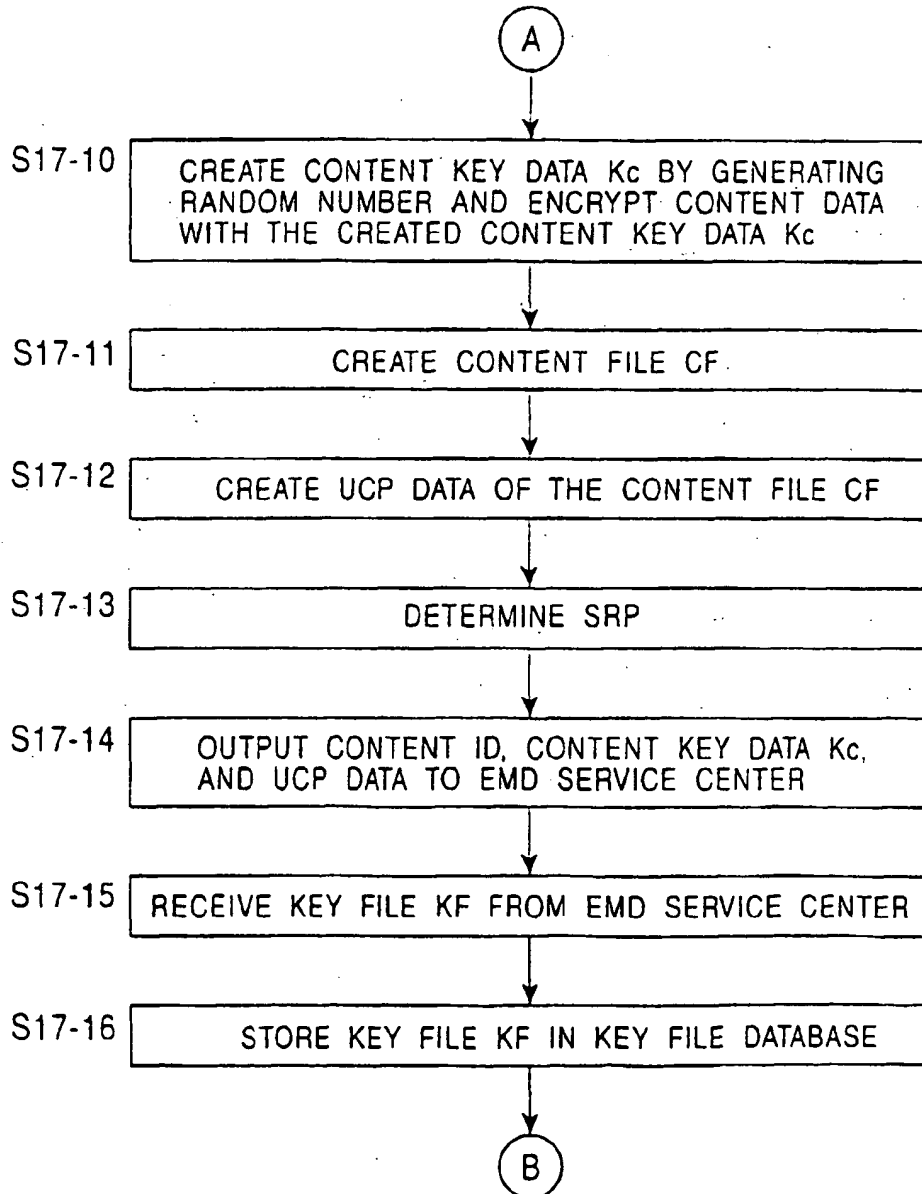 A
S17-10
CREATE CONTENT KEY DATA Kc BY GENERATING
RANDOM NUMBER AND ENCRYPT CONTENT DATA
WITH THE CREATED CONTENT KEY DATA Kc
S17-11
CREATE CONTENT FILE CF
S17-12
CREATE UCP DATA OF THE CONTENT FILE CF
S17-13
DETERMINE SRP
S17-14
OUTPUT CONTENT ID, CONTENT KEY DATA Kc,
AND UCP DATA TO EMD SERVICE CENTER
S17-15
RECEIVE KEY FILE KF FROM EMD SERVICE CENTER
S17-16
STORE KEY FILE KF IN KEY FILE DATABASE
B